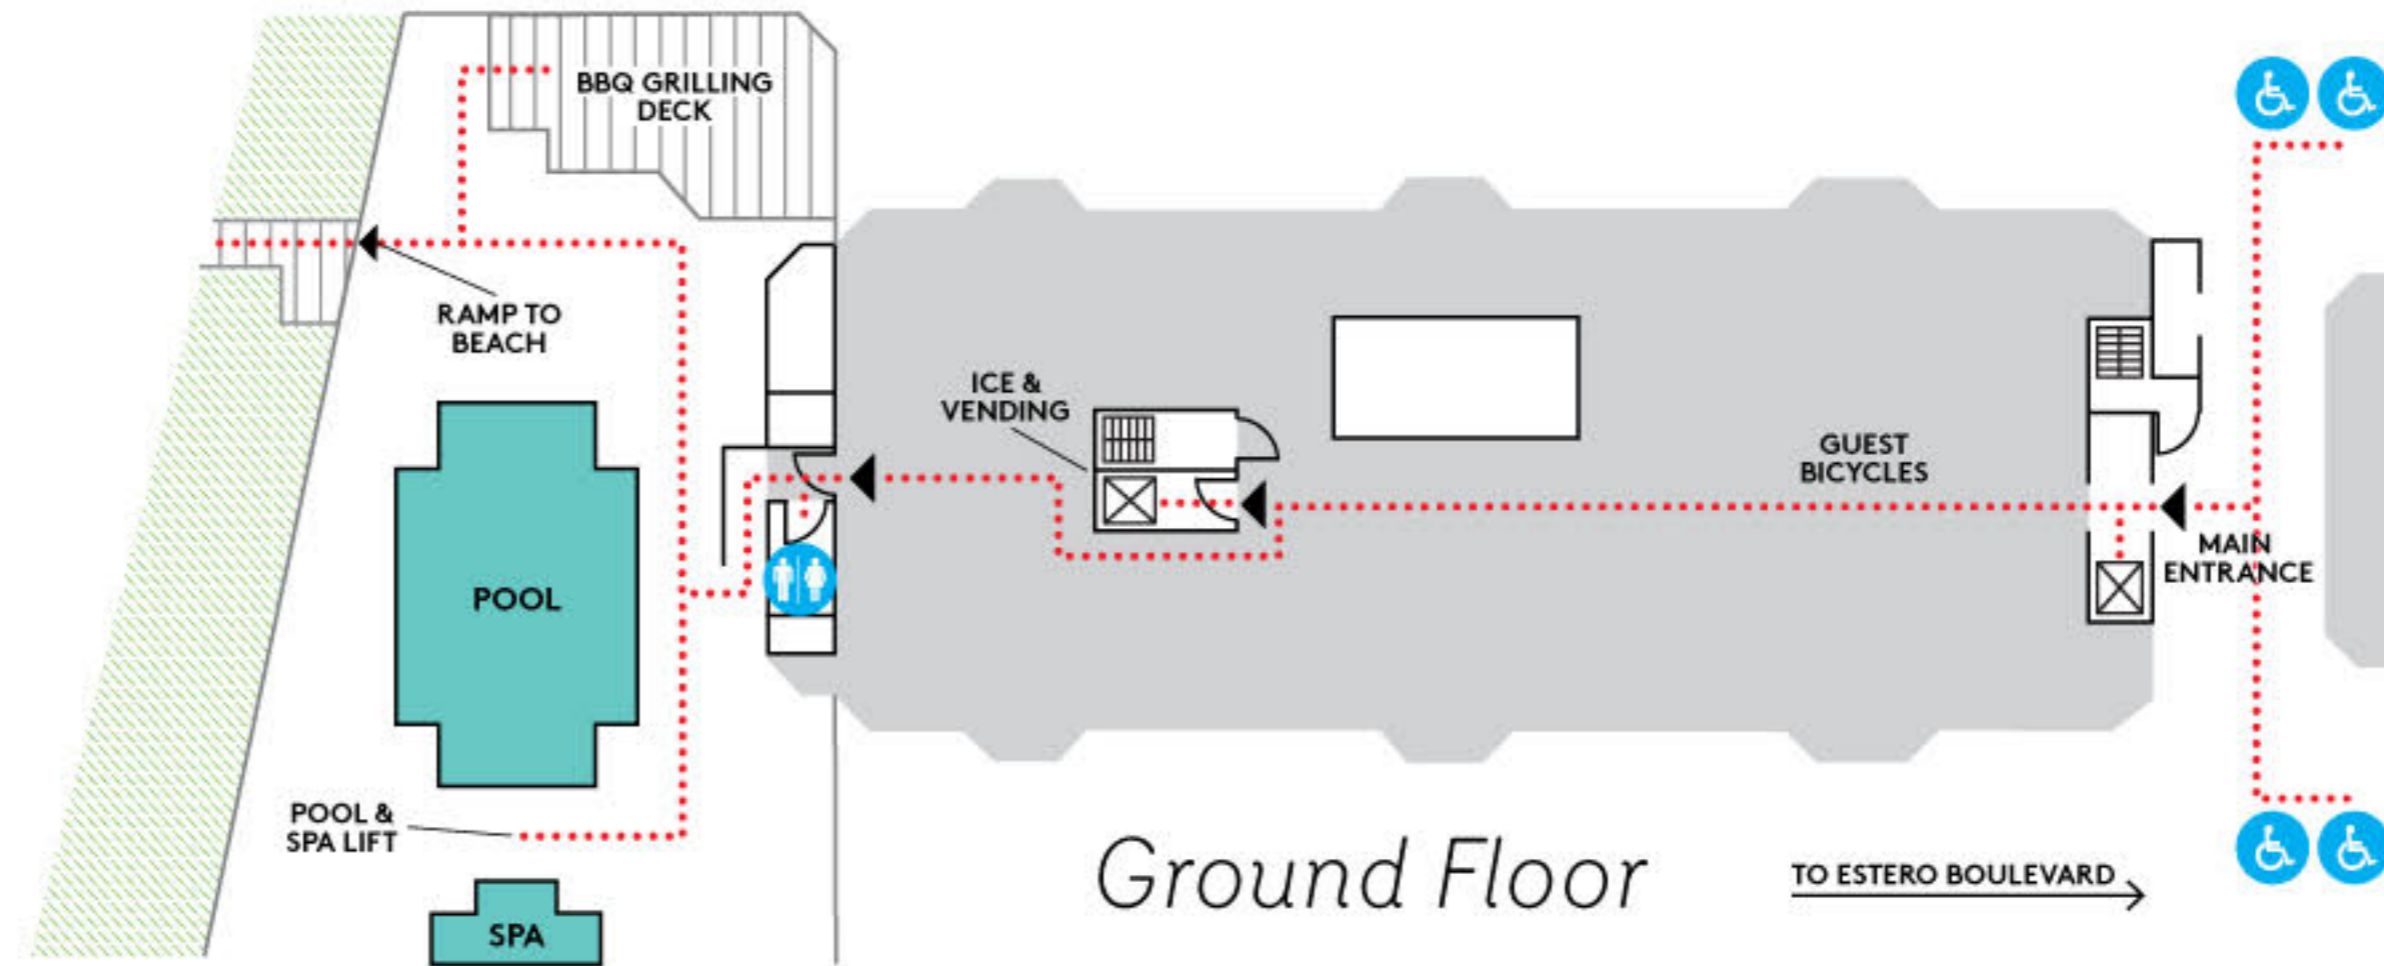 BBQ GRILLING
DECK
RAMP TO
BEACH
ICE &
VENDING
GUEST
BICYCLES
MAIN
ENTRANCE
POOL
POOL &
SPA LIFT
SPA
Ground Floor
TO ESTERO BOULEVARD